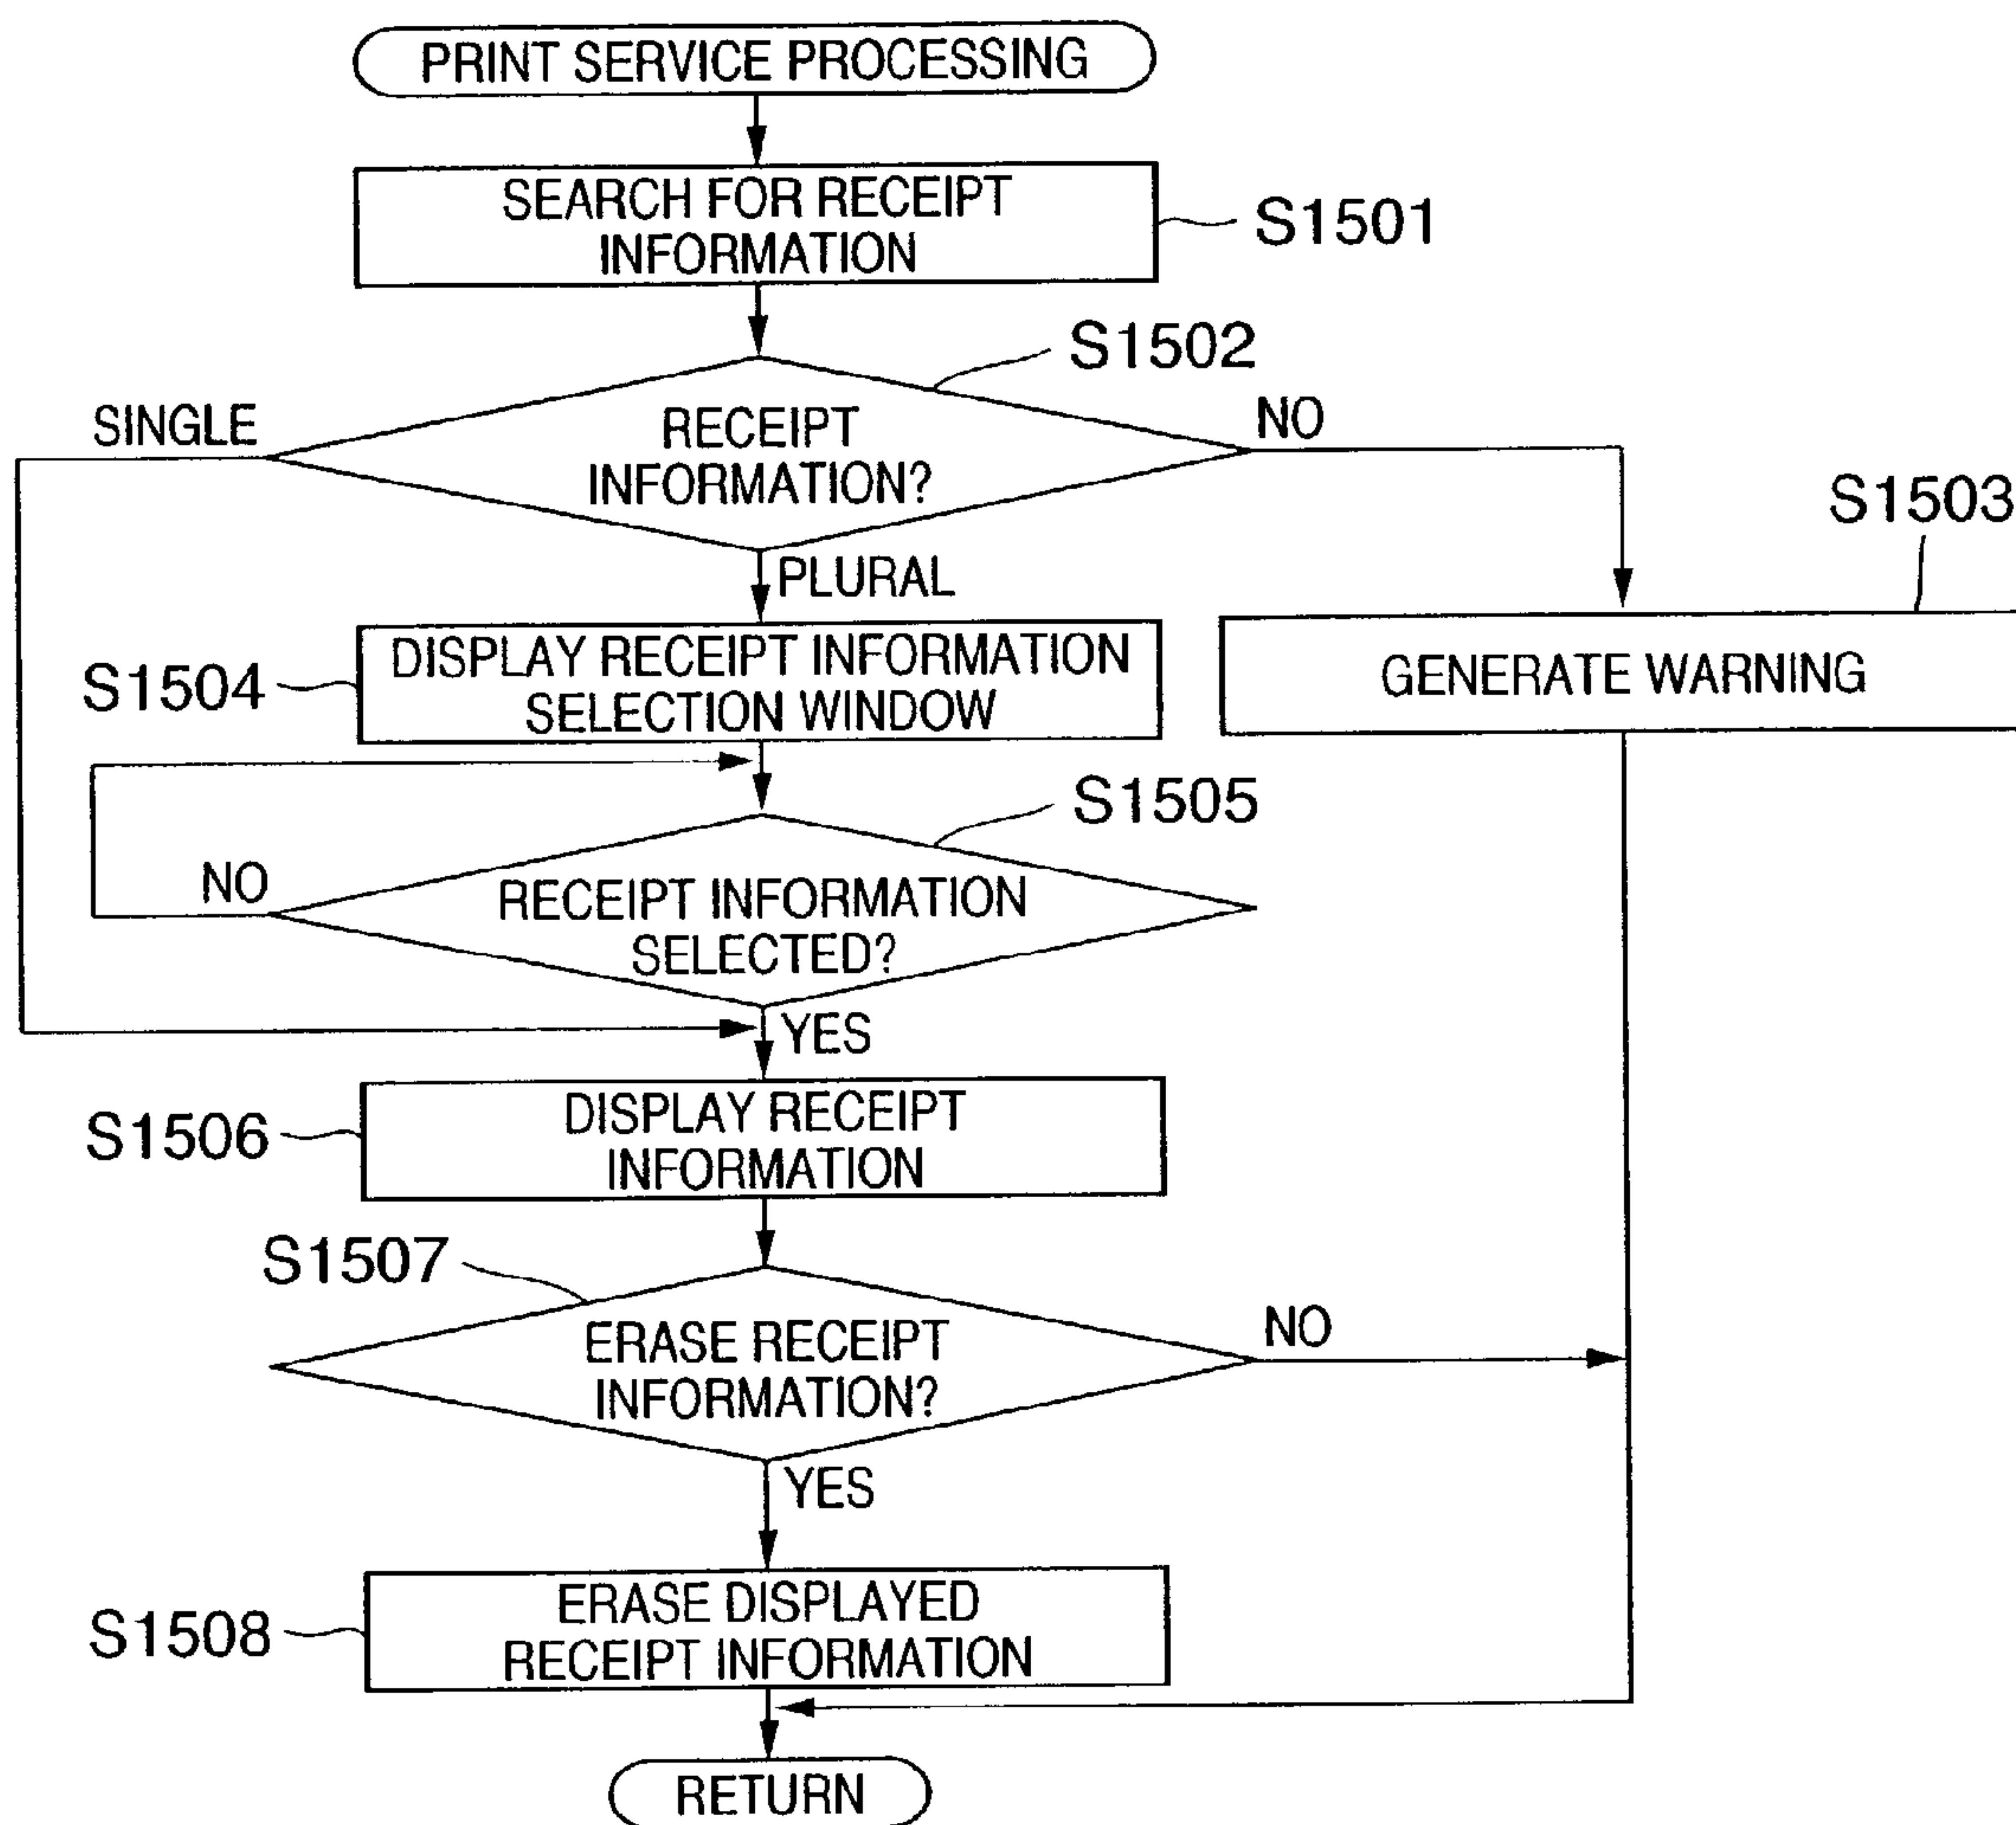 PRINT SERVICE PROCESSING
SEARCH FOR RECEIPT
INFORMATION
S1501
S1502
SINGLE
RECEIPT
INFORMATION?
NO
S1503
PLURAL
S1504
DISPLAY RECEIPT INFORMATION
SELECTION WINDOW
GENERATE WARNING
S1505
NO
RECEIPT INFORMATION
SELECTED?
YES
S1506
DISPLAY RECEIPT
INFORMATION
S1507
ERASE RECEIPT
INFORMATION?
NO
YES
S1508
ERASE DISPLAYED
RECEIPT INFORMATION
RETURN